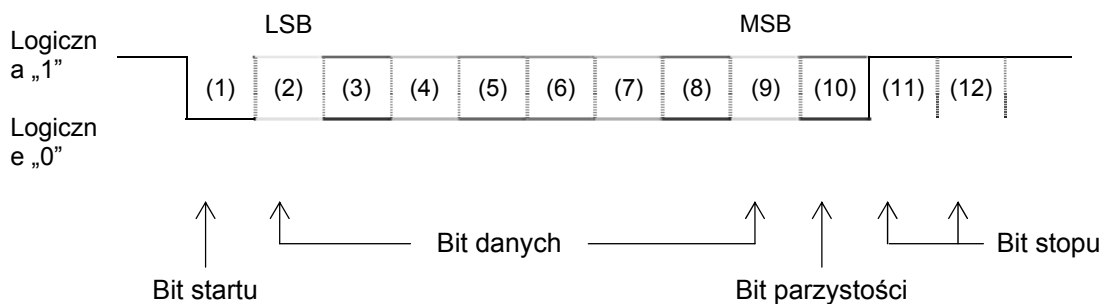 LSB MSB
Logiczn
a „1”
(1) (2) (3) (4) (5) (6) (7) (8) (9) (10) (11) (12)
Logiczn
e „0”
Bit danych Bit stopu
Bit startu Bit parzystości